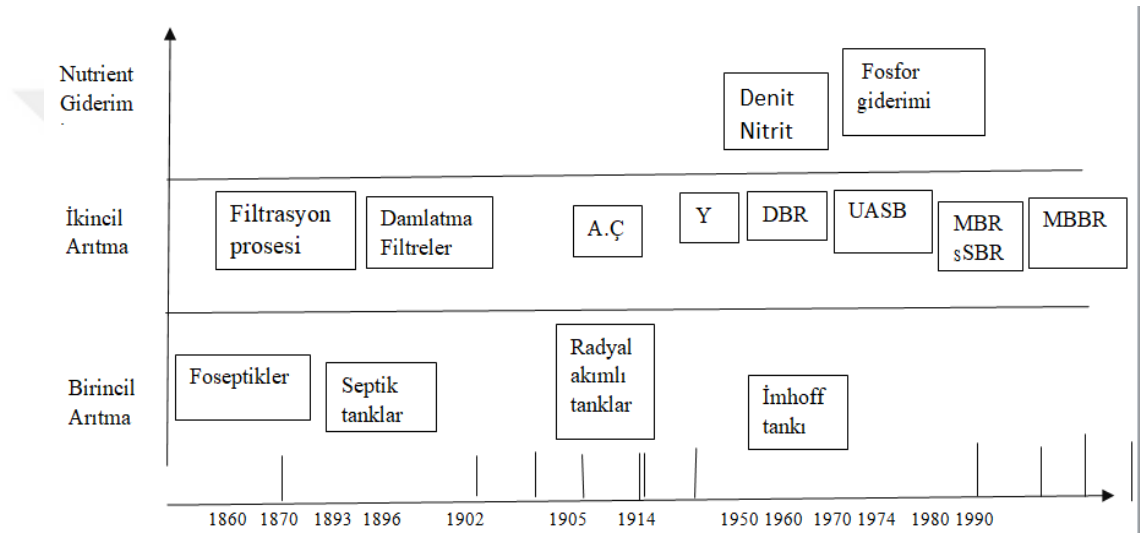 Nutrient
Giderim
Denit
Nitrit
Fosfor
giderimi
İkincil
Arıtma
Filtrasyon
prosesi
Damlatma
Filtreler
A.Ç
Y
DBR
UASB
MBR
sSBR
MBBR
Birincil
Arıtma
Foseptikler
Septik
tanklar
Radyal
akımlı
tanklar
İmhoff
tankı
1860 1870 1893 1896 1902 1905 1914 1950 1960 1970 1974 1980 1990